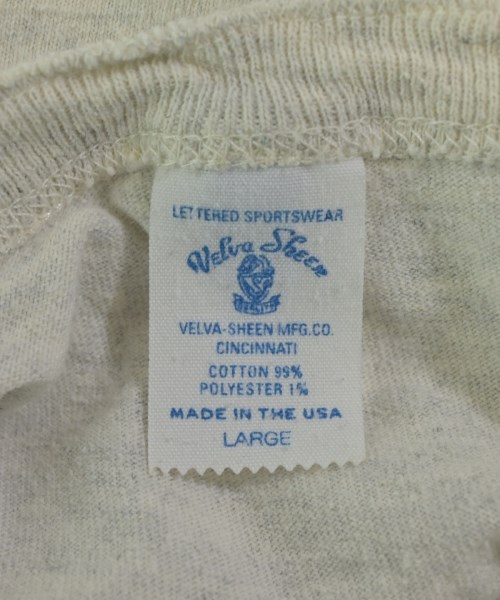 LETTERED SPORTSWEAR
Velva Sheen
VELVA-SHEEN MFG.CO.
CINCINNATI
COTTON 99%
POLYESTER 1%
MADE IN THE USA
LARGE